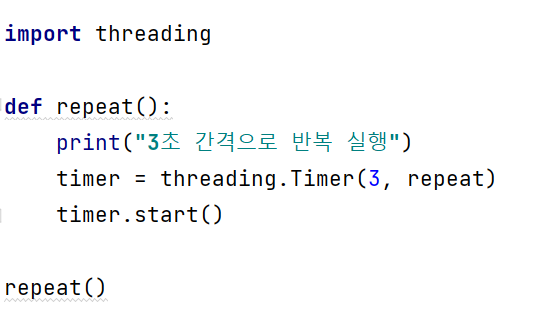 import threading
def repeat():
    print("3초 간격으로 반복 실행")
    timer = threading.Timer(3, repeat)
    timer.start()
repeat()